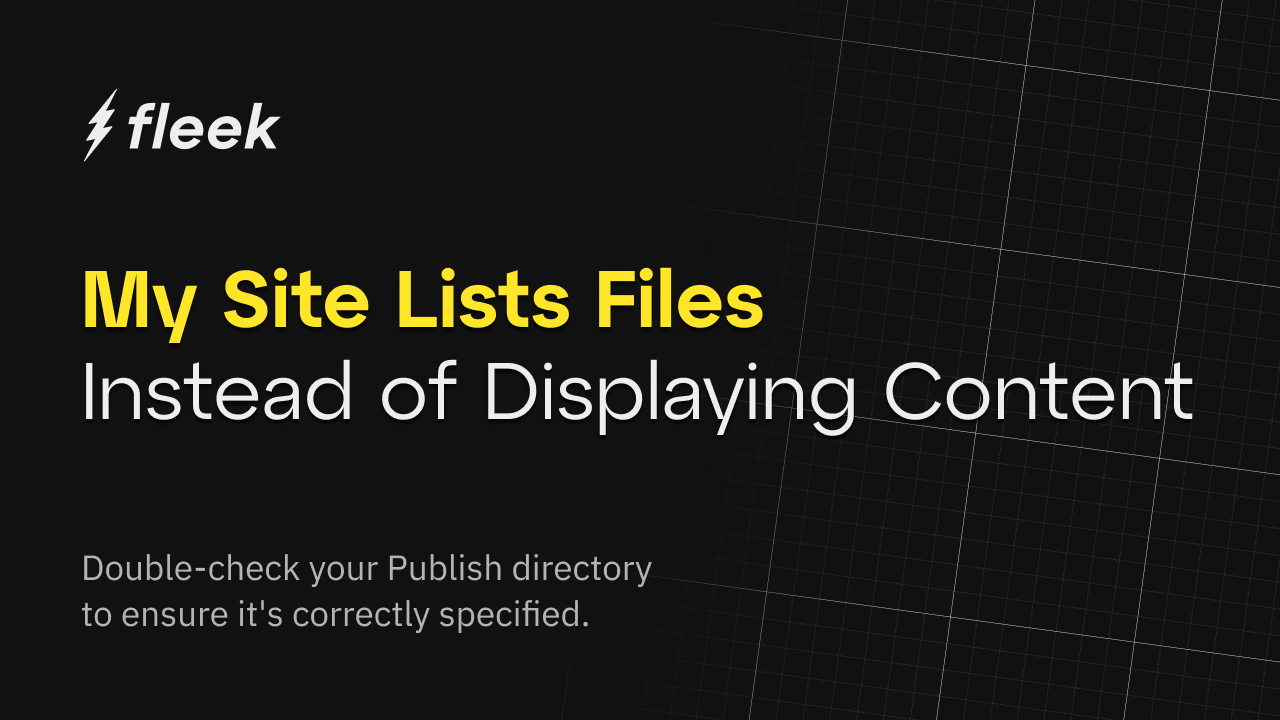 fleek
My Site Lists Files
Instead of Displaying Content
Double-check your Publish directory
to ensure it's correctly specified.